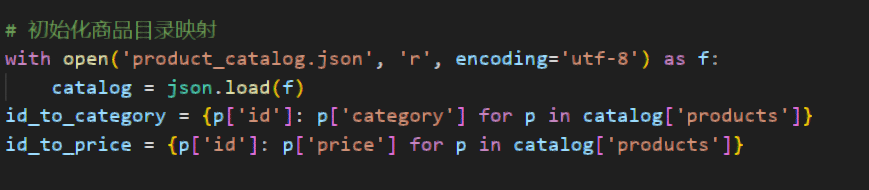 # 初始化商品目录映射
with open('product_catalog.json', 'r', encoding='utf-8') as f:
    catalog = json.load(f)
id_to_category = {p['id']: p['category'] for p in catalog['products']}
id_to_price = {p['id']: p['price'] for p in catalog['products']}